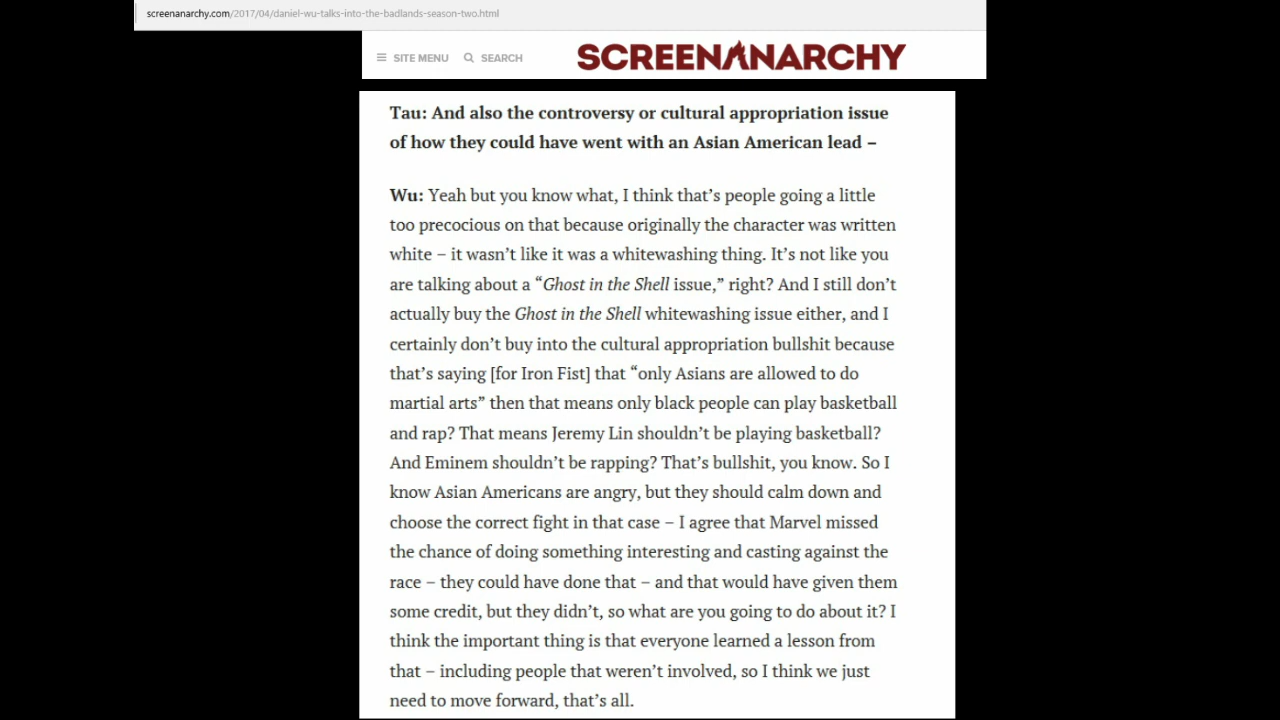 screenanarchy.com/2017/04/daniel-wu-talks-into-the-badlands-season-two.html
SITE MENU SEARCH SCREENANARCHY
Tau: And also the controversy or cultural appropriation issue
of how they could have went with an Asian American lead –
Wu: Yeah but you know what, I think that’s people going a little
too precocious on that because originally the character was written
white – it wasn’t like it was a whitewashing thing. It’s not like you
are talking about a “Ghost in the Shell issue,” right? And I still don’t
actually buy the Ghost in the Shell whitewashing issue either, and I
certainly don’t buy into the cultural appropriation bullshit because
that’s saying [for Iron Fist] that “only Asians are allowed to do
martial arts” then that means only black people can play basketball
and rap? That means Jeremy Lin shouldn’t be playing basketball?
And Eminem shouldn’t be rapping? That’s bullshit, you know. So I
know Asian Americans are angry, but they should calm down and
choose the correct fight in that case – I agree that Marvel missed
the chance of doing something interesting and casting against the
race – they could have done that – and that would have given them
some credit, but they didn’t, so what are you going to do about it? I
think the important thing is that everyone learned a lesson from
that – including people that weren’t involved, so I think we just
need to move forward, that’s all.